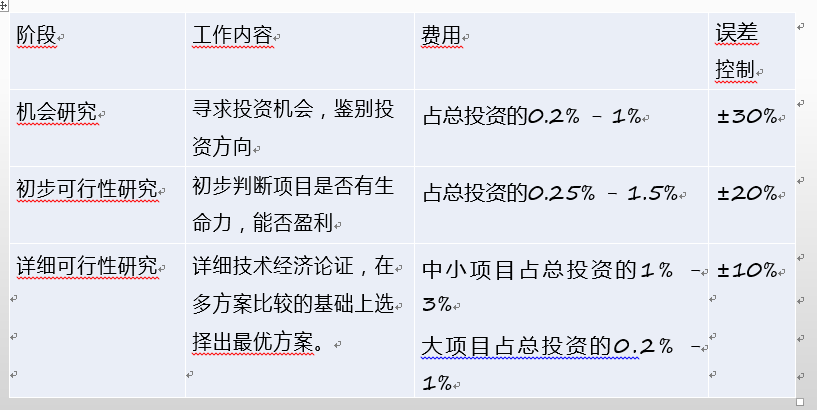 阶段
工作内容
费用
误差
控制
机会研究
寻求投资机会，鉴别投
资方向
占总投资的0.2% - 1%
±30%
初步可行性研究
初步判断项目是否有生
命力，能否盈利
占总投资的0.25% - 1.5%
±20%
详细可行性研究
详细技术经济论证，在
多方案比较的基础上选
择出最优方案。
中小项目占总投资的1% -
3%
大项目占总投资的0.2% -
1%
±10%